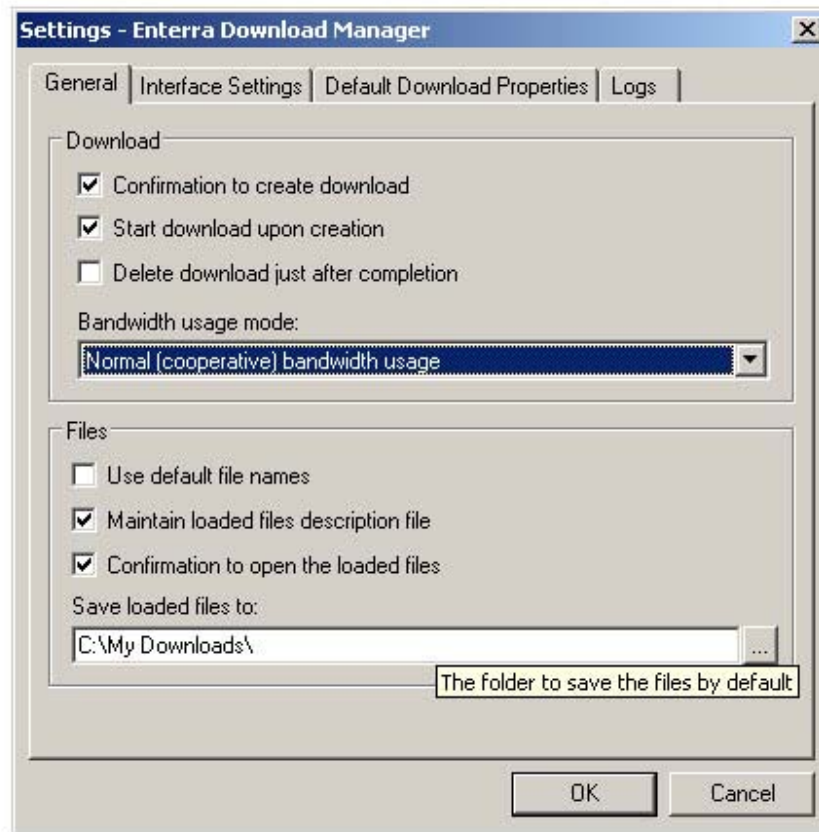 Settings - Enterra Download Manager
General Interface Settings Default Download Properties Logs
Download
Confirmation to create download
Start download upon creation
Delete download just after completion
Bandwidth usage mode:
Normal (cooperative) bandwidth usage
Files
Use default file names
Maintain loaded files description file
Confirmation to open the loaded files
Save loaded files to:
C:\My Downloads\
...
The folder to save the files by default
OK Cancel